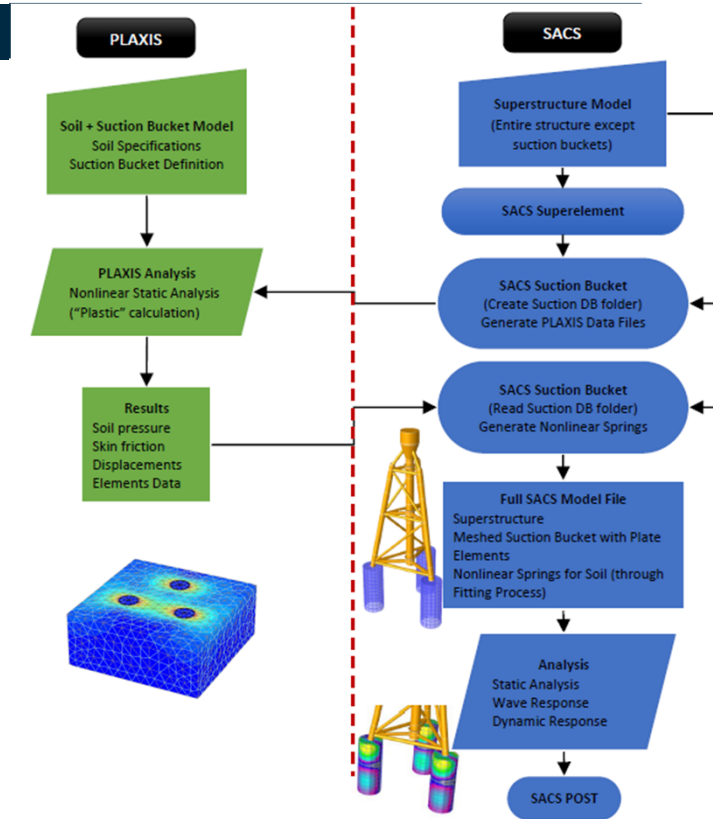 PLAXIS
Soil + Suction Bucket Model
Soil Specifications
Suction Bucket Definition
PLAXIS Analysis
Nonlinear Static Analysis
("Plastic" calculation)
Results
Soil pressure
Skin friction
Displacements
Elements Data
SACS
Superstructure Model
(Entire structure except
suction buckets)
SACS Superelement
SACS Suction Bucket
(Create Suction DB folder)
Generate PLAXIS Data Files
SACS Suction Bucket
(Read Suction DB folder)
Generate Nonlinear Springs
Full SACS Model File
Superstructure
Meshed Suction Bucket with Plate
Elements
Nonlinear Springs for Soil (through
Fitting Process)
Analysis
Static Analysis
Wave Response
Dynamic Response
SACS POST